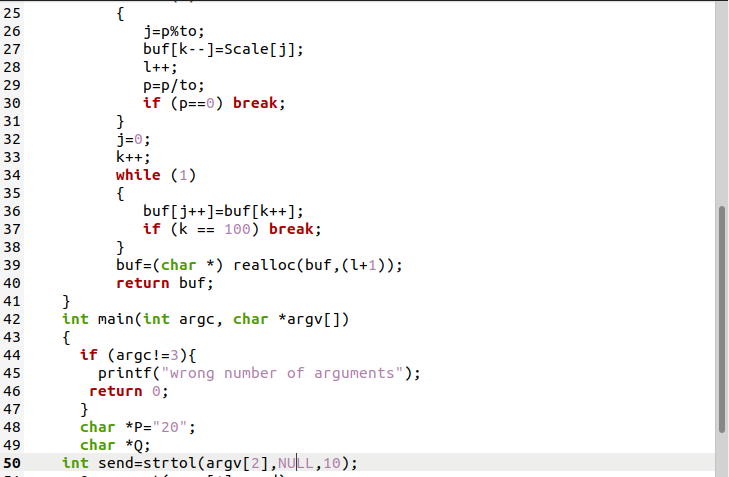 25 {
26 j=p%to;
27 buf[k--]=Scale[j];
28 l++;
29 p=p/to;
30 if (p==0) break;
31 }
32 j=0;
33 k++;
34 while (1)
35 {
36 buf[j++]=buf[k++];
37 if (k == 100) break;
38 }
39 buf=(char *) realloc(buf,(l+1));
40 return buf;
41 }
42 int main(int argc, char *argv[])
43 {
44 if (argc!=3){
45 printf("wrong number of arguments");
46 return 0;
47 }
48 char *P="20";
49 char *Q;
50 int send=strtol(argv[2],NULL,10);